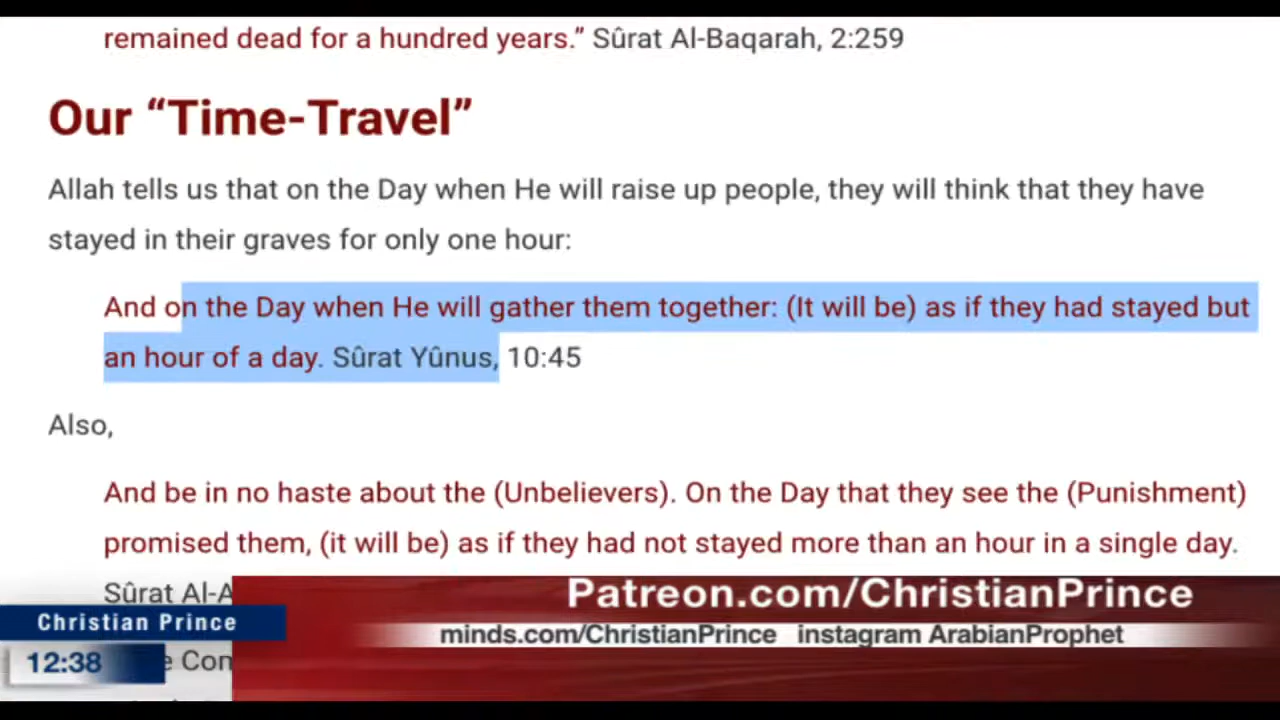 remained dead for a hundred years.” Sûrat Al-Baqarah, 2:259
Our “Time-Travel”
Allah tells us that on the Day when He will raise up people, they will think that they have
stayed in their graves for only one hour:
And on the Day when He will gather them together: (It will be) as if they had stayed but
an hour of a day. Sûrat Yûnus, 10:45
Also,
And be in no haste about the (Unbelievers). On the Day that they see the (Punishment)
promised them, (it will be) as if they had not stayed more than an hour in a single day.
Sûrat Al-A
Patreon.com/ChristianPrince
Christian Prince
minds.com/ChristianPrince instagram ArabianProphet
12:38